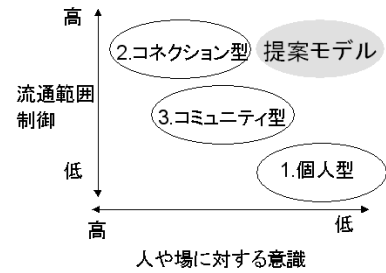 高
2.コネクション型
提案モデル
流通範囲
制御
3.コミュニティ型
低
1.個人型
高
低
人や場に対する意識